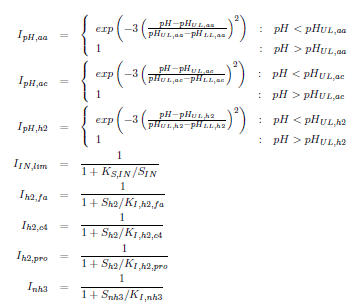 I_{pH,aa} = { exp(-3((pH-pH_{UL,aa})/(pH_{UL,aa}-pH_{LL,aa}))^2) : pH < pH_{UL,aa}
1 : pH > pH_{UL,aa}
I_{pH,ac} = { exp(-3((pH-pH_{UL,ac})/(pH_{UL,ac}-pH_{LL,ac}))^2) : pH < pH_{UL,ac}
1 : pH > pH_{UL,ac}
I_{pH,h2} = { exp(-3((pH-pH_{UL,h2})/(pH_{UL,h2}-pH_{LL,h2}))^2) : pH < pH_{UL,h2}
1 : pH > pH_{UL,h2}
I_{IN,lim} = 1/(1 + K_{S,IN}/S_{IN})
I_{h2,fa} = 1/(1 + S_{h2}/K_{I,h2,fa})
I_{h2,c4} = 1/(1 + S_{h2}/K_{I,h2,c4})
I_{h2,pro} = 1/(1 + S_{h2}/K_{I,h2,pro})
I_{nh3} = 1/(1 + S_{nh3}/K_{I,nh3})